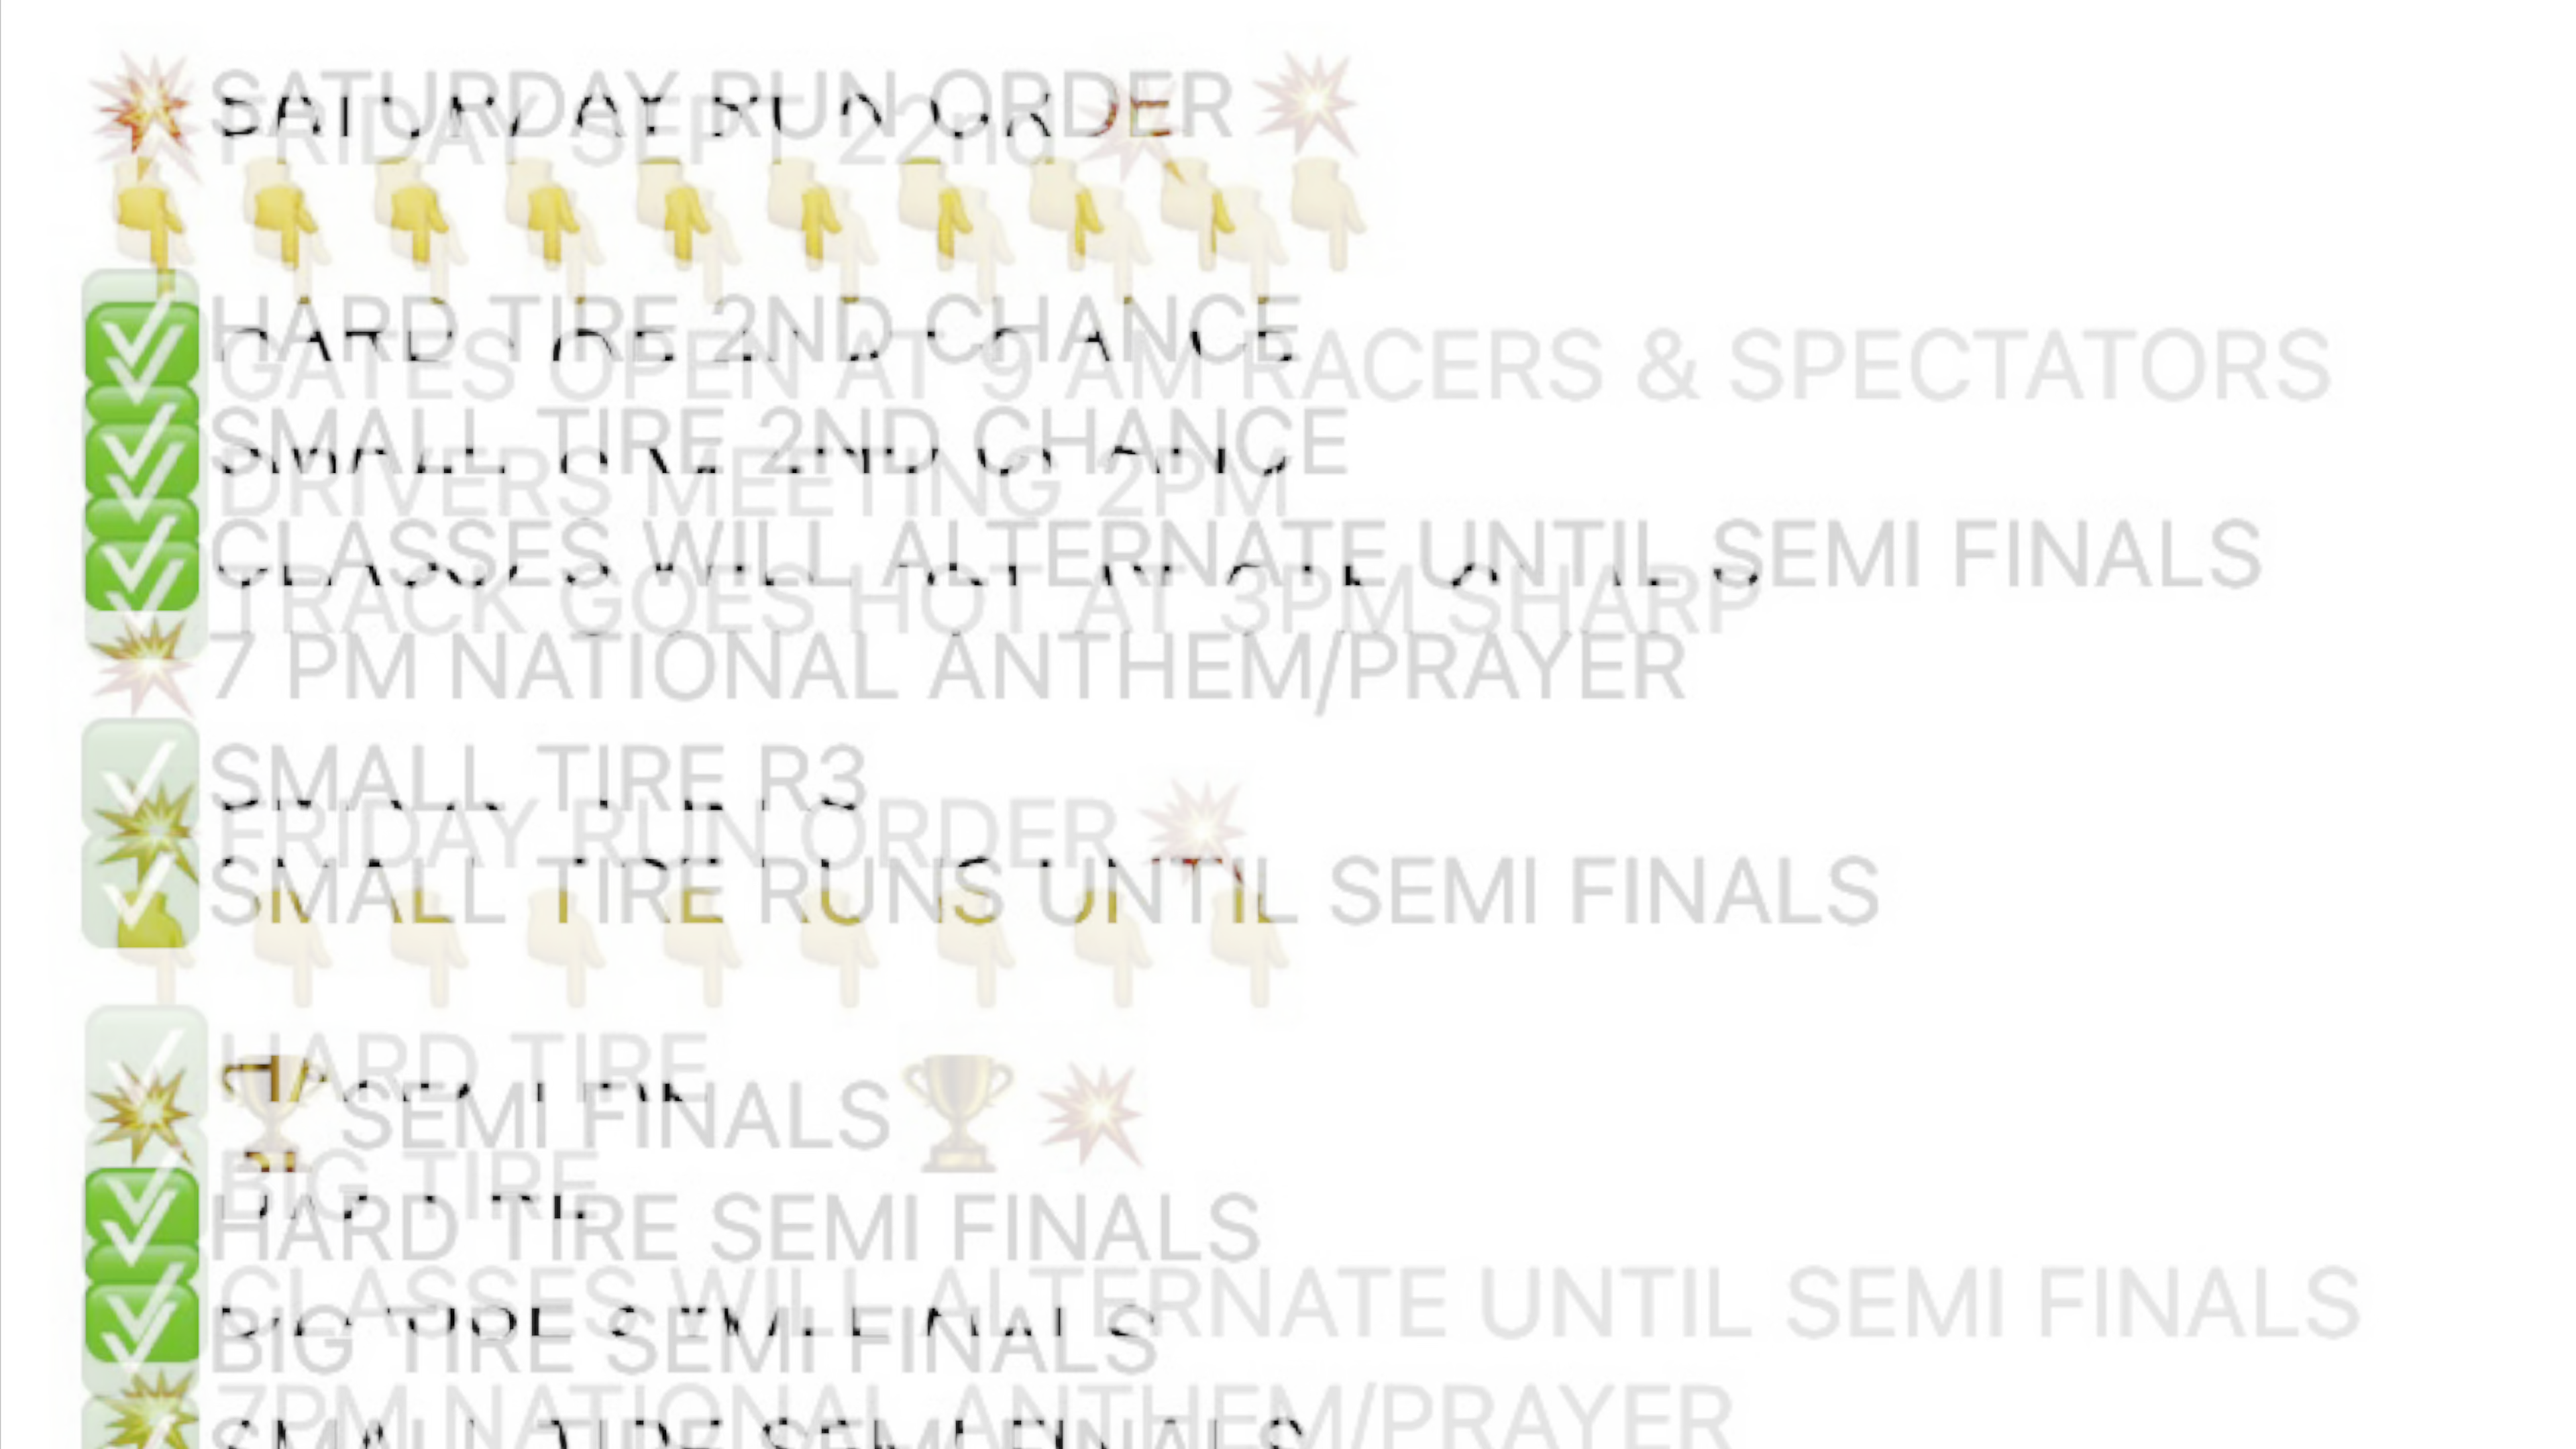 💥SATURDAY RUN ORDER💥
💥FRIDAY SEPT 22nd💥
👇👇👇👇👇👇👇👇👇👇
✅HARD TIRE 2ND CHANCE
✅GATES OPEN AT 9 AM RACERS & SPECTATORS
✅SMALL TIRE 2ND CHANCE
✅DRIVERS MEETING 2PM
✅CLASSES WILL ALTERNATE UNTIL SEMI FINALS
✅TRACK GOES HOT AT 3PM SHARP
💥7 PM NATIONAL ANTHEM/PRAYER
✅SMALL TIRE R3
💥FRIDAY RUN ORDER💥
✅SMALL TIRE RUNS UNTIL SEMI FINALS
👇👇👇👇👇👇👇👇👇
✅HARD TIRE
💥🏆SEMI FINALS🏆💥
✅BIG TIRE
✅HARD TIRE SEMI FINALS
✅CLASSES WILL ALTERNATE UNTIL SEMI FINALS
✅BIG TIRE SEMI FINALS
💥7PM NATIONAL ANTHEM/PRAYER
✅SMALL TIRE SEMI FINALS